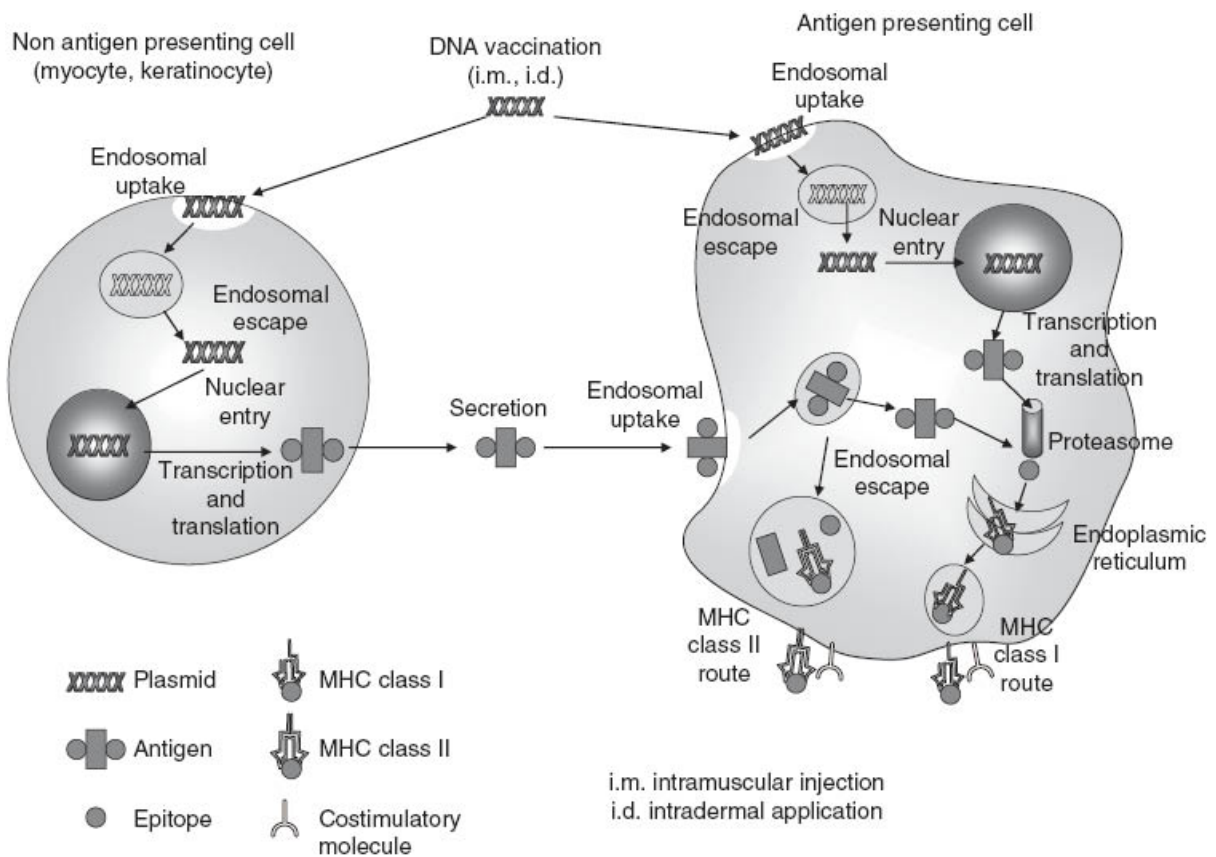 Non antigen presenting cell
(myocyte, keratinocyte)
DNA vaccination
(i.m., i.d.)
Antigen presenting cell
Endosomal
uptake
Endosomal
uptake
Endosomal
escape
Nuclear
entry
Transcription
and
translation
Secretion
Endosomal
uptake
Endosomal
escape
Nuclear
entry
Transcription
and
translation
Proteasome
Endosomal
escape
Endoplasmic
reticulum
MHC
class II
route
MHC
class I
route
Plasmid
MHC class I
Antigen
MHC class II
Epitope
Costimulatory
molecule
i.m. intramuscular injection
i.d. intradermal application